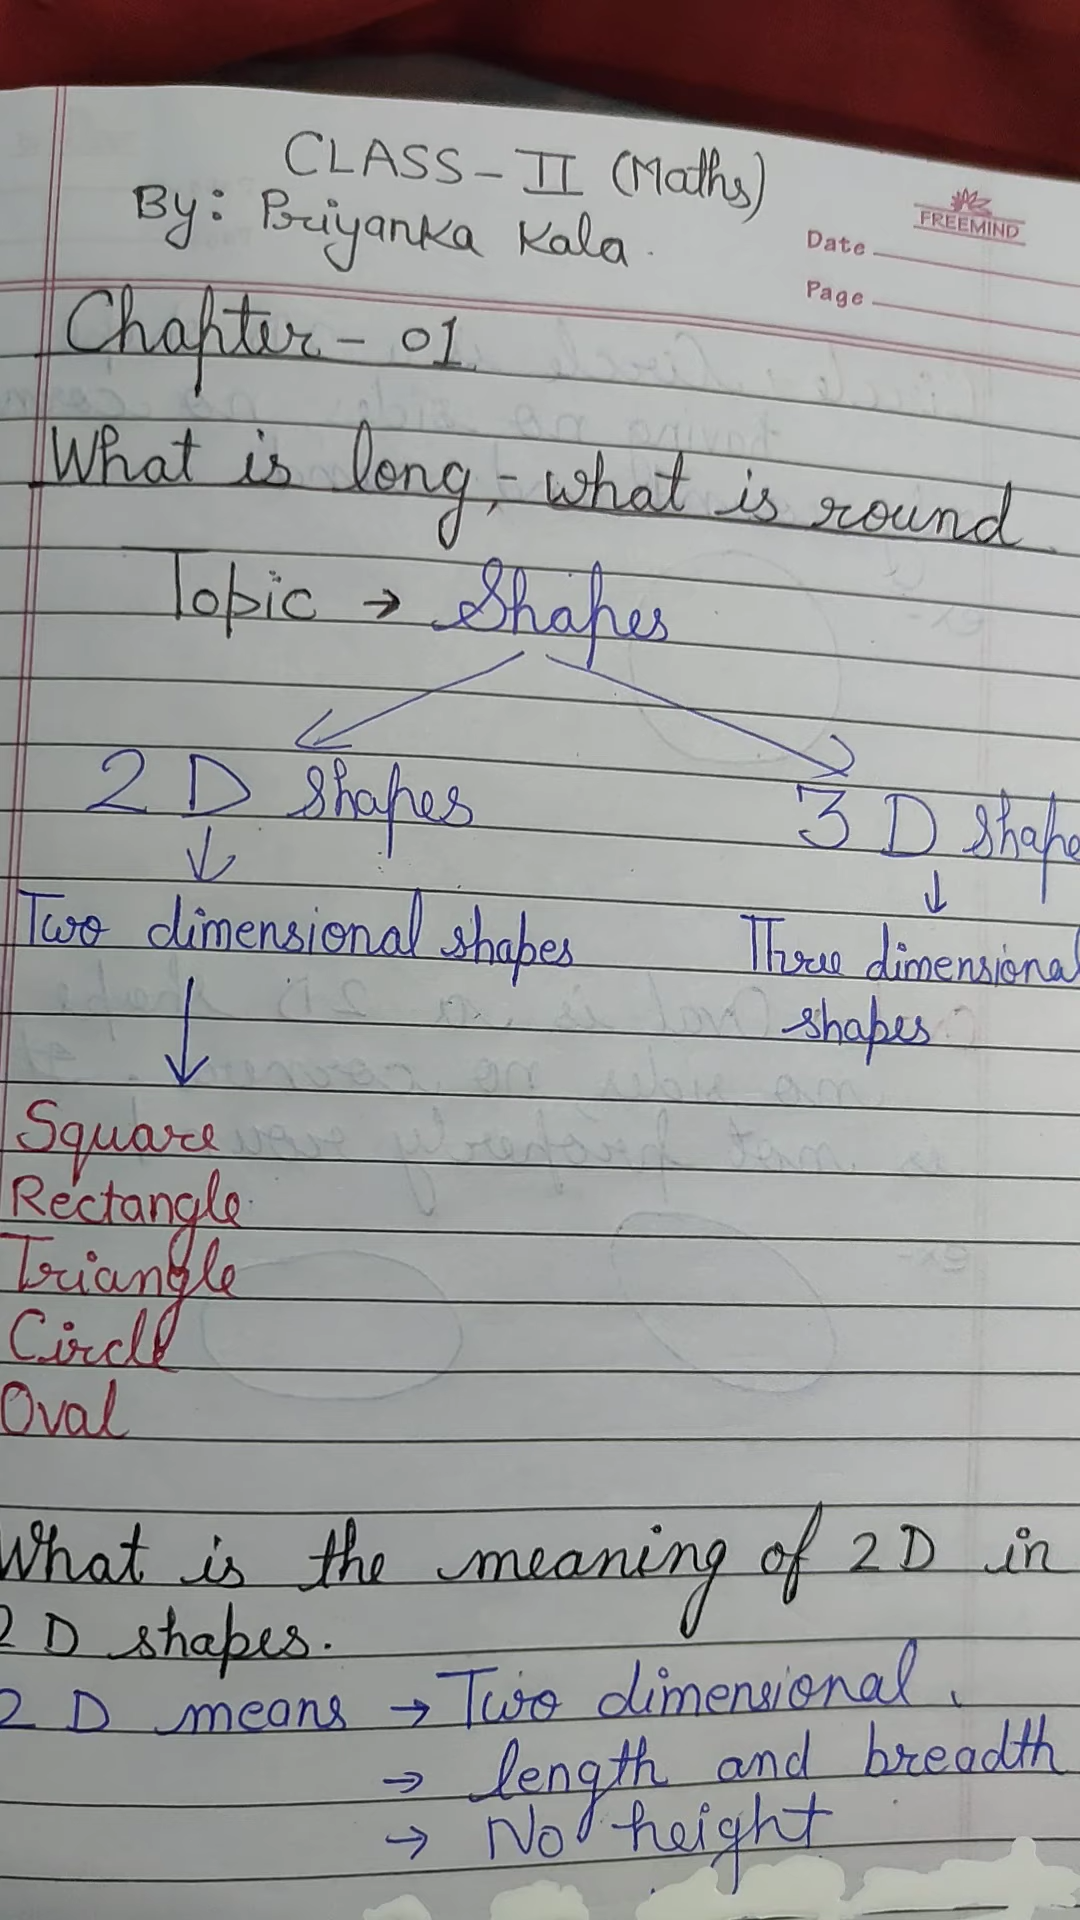 CLASS - II (Maths)
By: Priyanka Kala.
FREEMIND
Date
Page
Chapter - 01
What is long, - what is round.
Topic → Shapes
2 D shapes
3 D shape
↓
↓
Two dimensional shapes
Three dimensional
shapes
↓
Square
Rectangle
Triangle
Circle
Oval
What is the meaning of 2D in
2 D shapes.
2 D means → Two dimensional.
→ length and breadth
→ No height